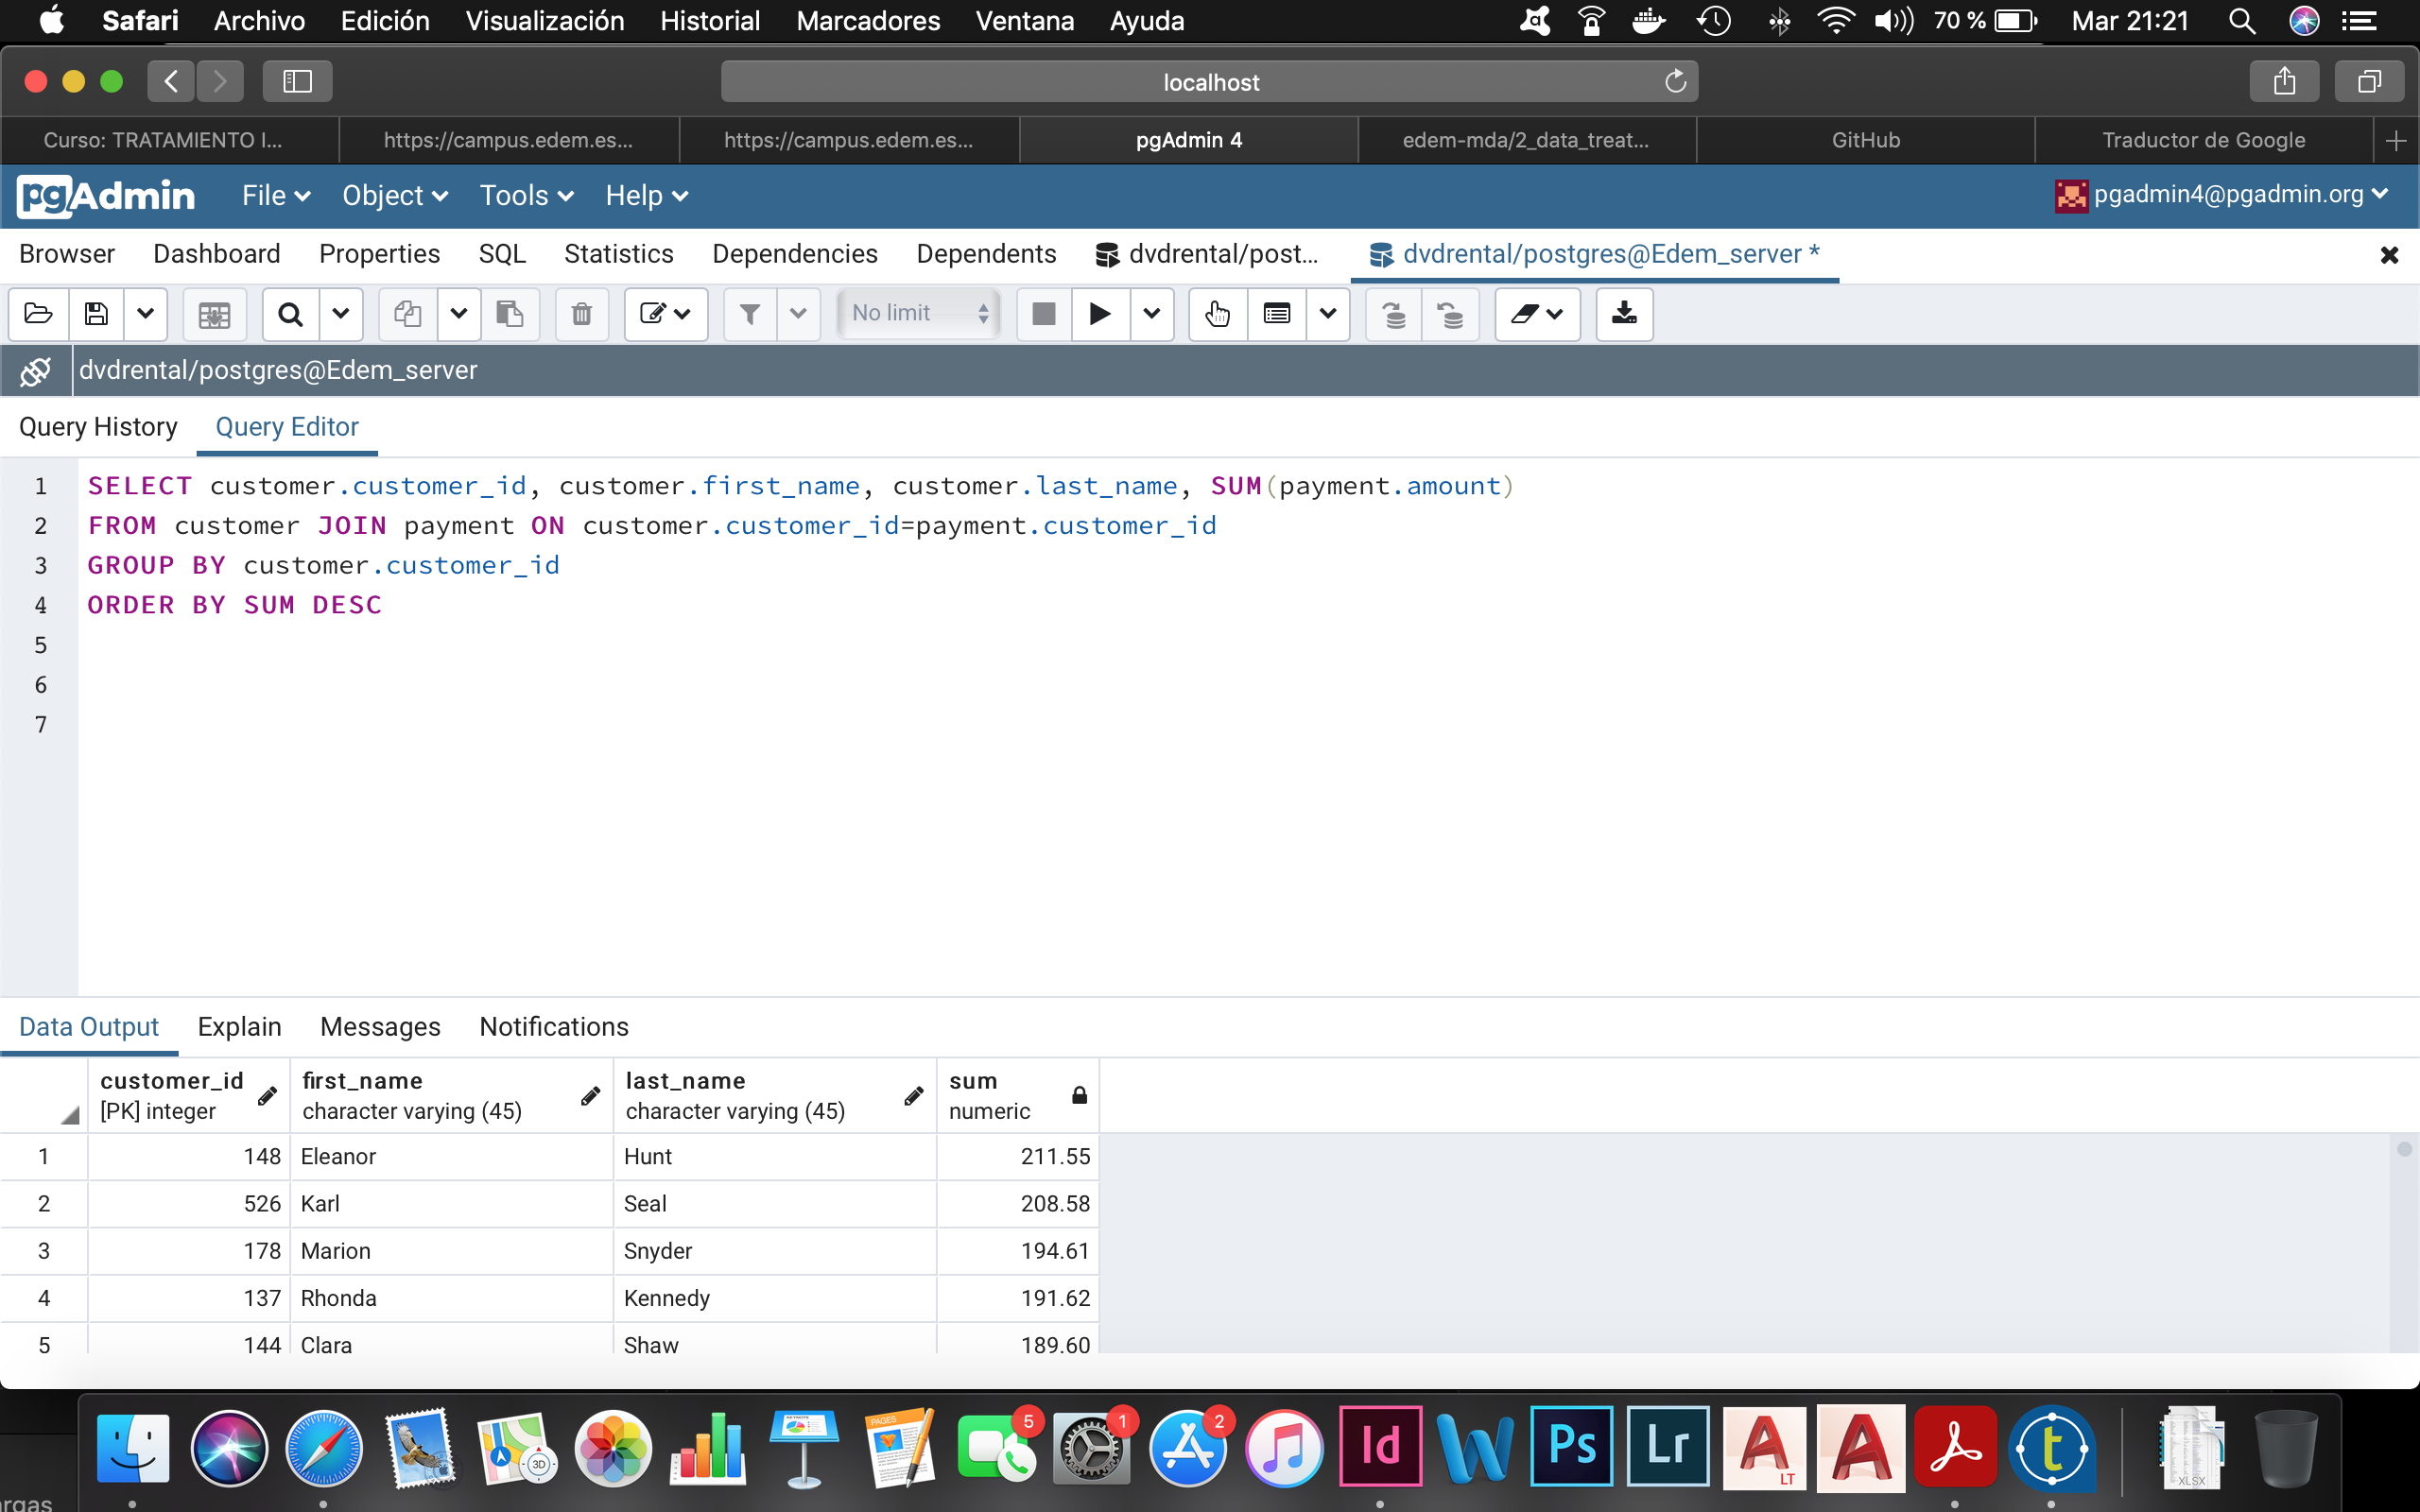 Safari Archivo Edición Visualización Historial Marcadores Ventana Ayuda 70 % Mar 21:21
localhost
Curso: TRATAMIENTO I... https://campus.edem.es... https://campus.edem.es... pgAdmin 4 edem-mda/2_data_treat... GitHub Traductor de Google
pgAdmin File Object Tools Help pgadmin4@pgadmin.org
Browser Dashboard Properties SQL Statistics Dependencies Dependents dvdrental/post... dvdrental/postgres@Edem_server *
No limit
dvdrental/postgres@Edem_server
Query History Query Editor
1 SELECT customer.customer_id, customer.first_name, customer.last_name, SUM(payment.amount)
2 FROM customer JOIN payment ON customer.customer_id=payment.customer_id
3 GROUP BY customer.customer_id
4 ORDER BY SUM DESC
5
6
7
Data Output Explain Messages Notifications
customer_id first_name last_name sum
[PK] integer character varying (45) character varying (45) numeric
1 148 Eleanor Hunt 211.55
2 526 Karl Seal 208.58
3 178 Marion Snyder 194.61
4 137 Rhonda Kennedy 191.62
5 144 Clara Shaw 189.60
3D PAGES 5 1 2 Id W Ps Lr A LT A t XLSX
rgas